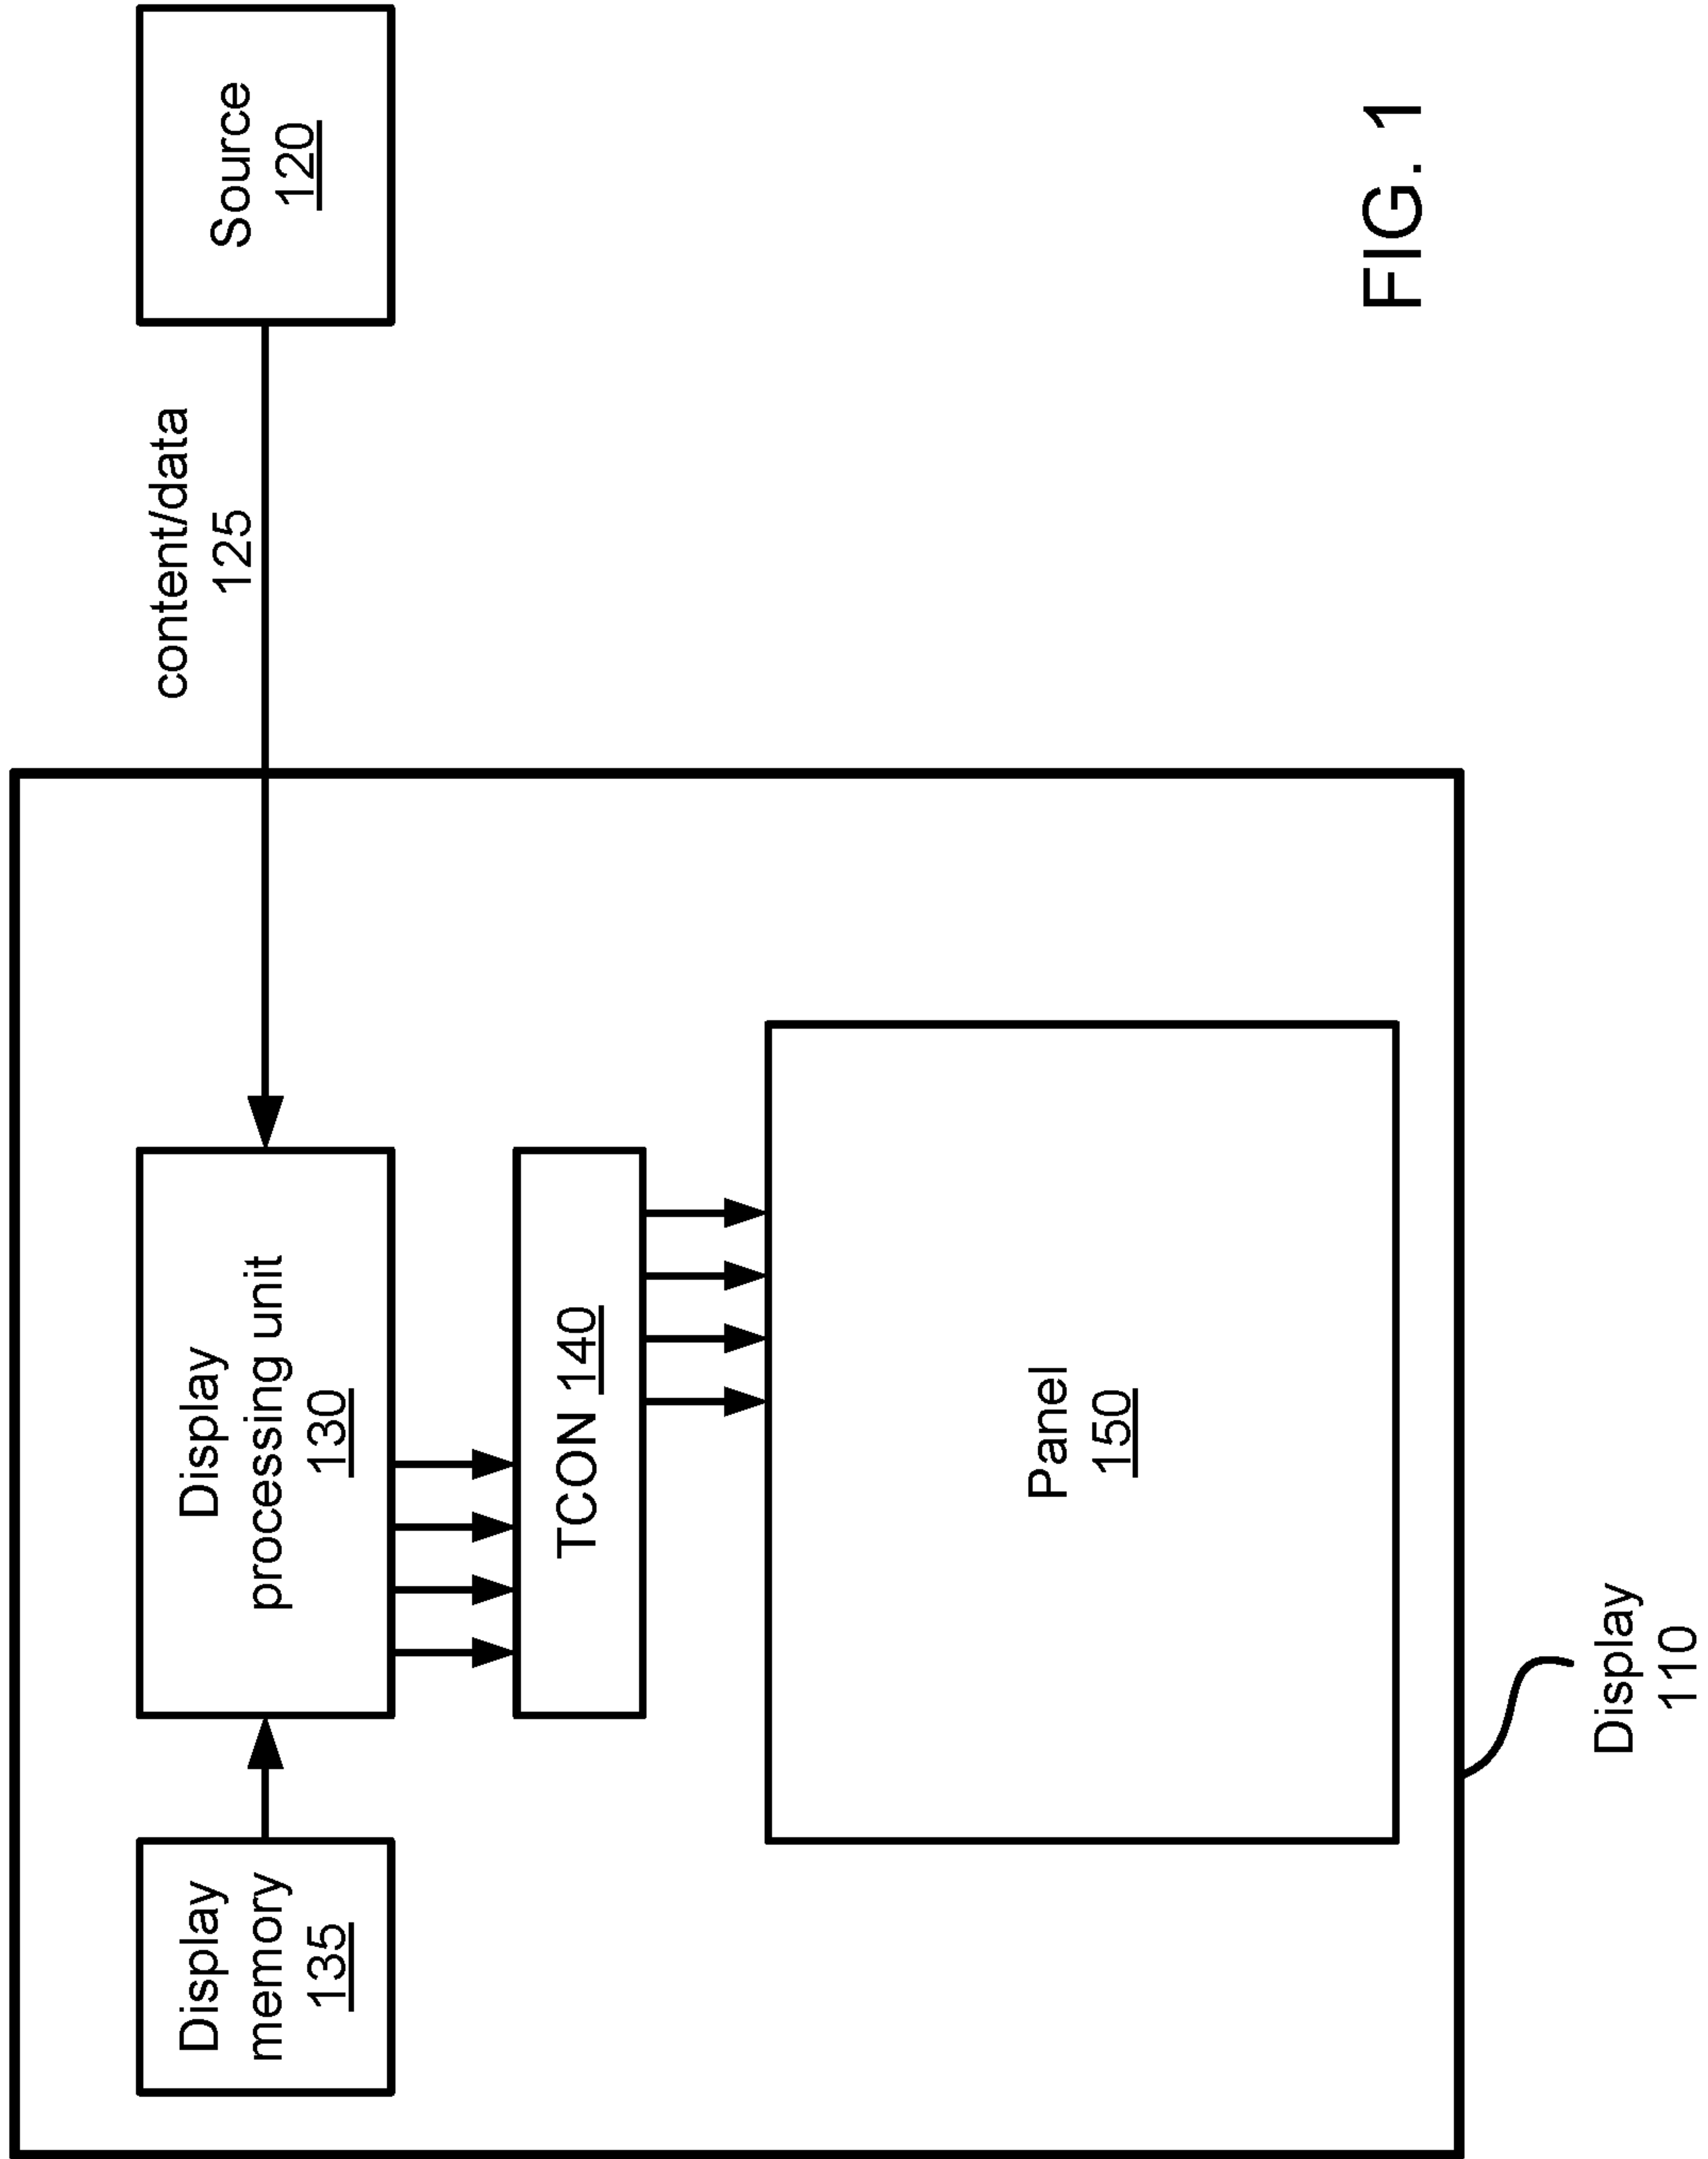 Display
memory
135
Display
processing unit
130
content/data
125
Source
120
TCON 140
Panel
150
Display
110
FIG. 1